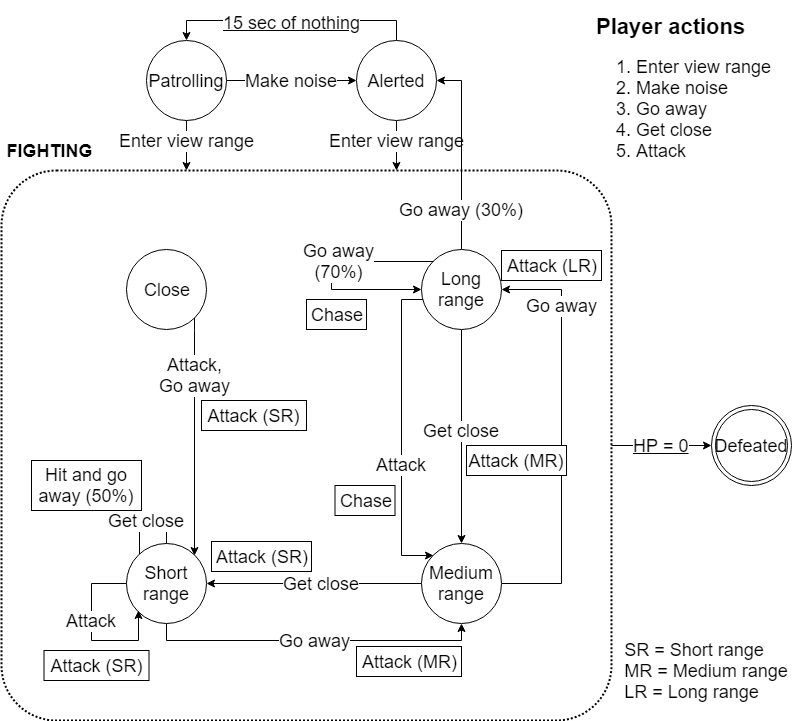 15 sec of nothing
Player actions
1. Enter view range
2. Make noise
3. Go away
4. Get close
5. Attack
Patrolling
Make noise
Alerted
Enter view range
Enter view range
FIGHTING
Go away (30%)
Go away
(70%)
Chase
Long
range
Attack (LR)
Go away
Close
Attack,
Go away
Attack (SR)
Get close
Attack (MR)
Attack
Chase
HP = 0
Defeated
Hit and go
away (50%)
Get close
Short
range
Attack (SR)
Get close
Medium
range
Attack
Attack (SR)
Go away
Attack (MR)
SR = Short range
MR = Medium range
LR = Long range